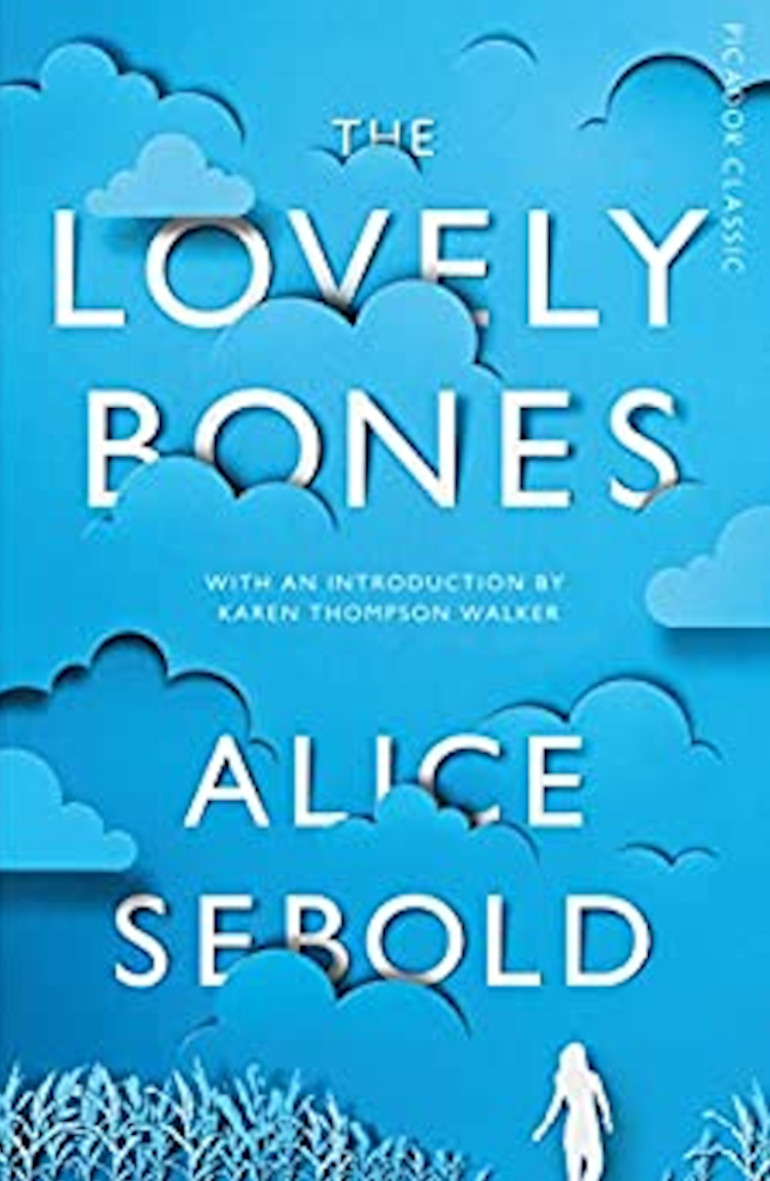 PICADOR CLASSIC
THE
LOVELY
BONES
WITH AN INTRODUCTION BY
KAREN THOMPSON WALKER
ALICE
SEBOLD